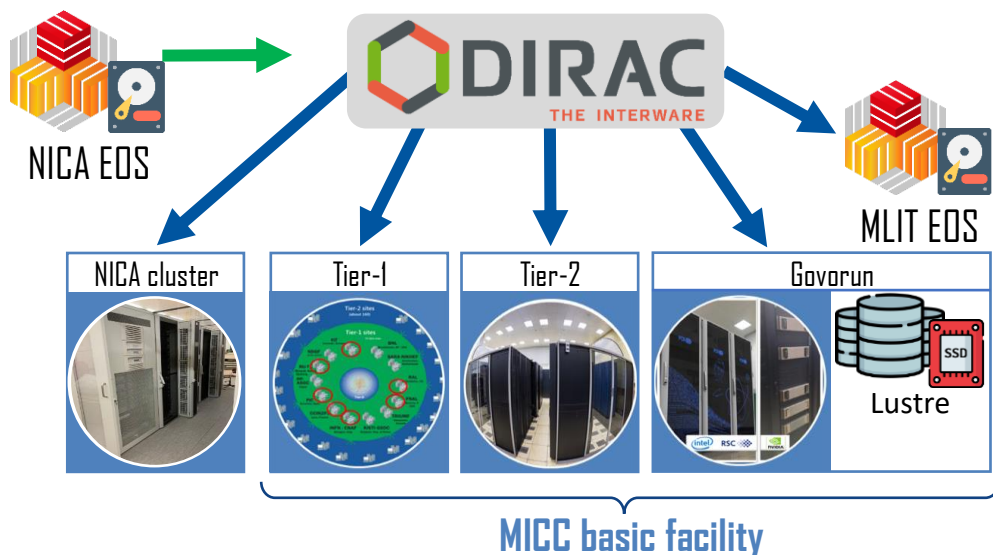 DIRAC
THE INTERWARE
NICA EOS
MLIT EOS
NICA cluster
Tier-1
Tier-2
Govorun
Tier-2 sites
Tier-1 sites
SSD
Lustre
intel
RSC
NVIDIA
MICC basic facility